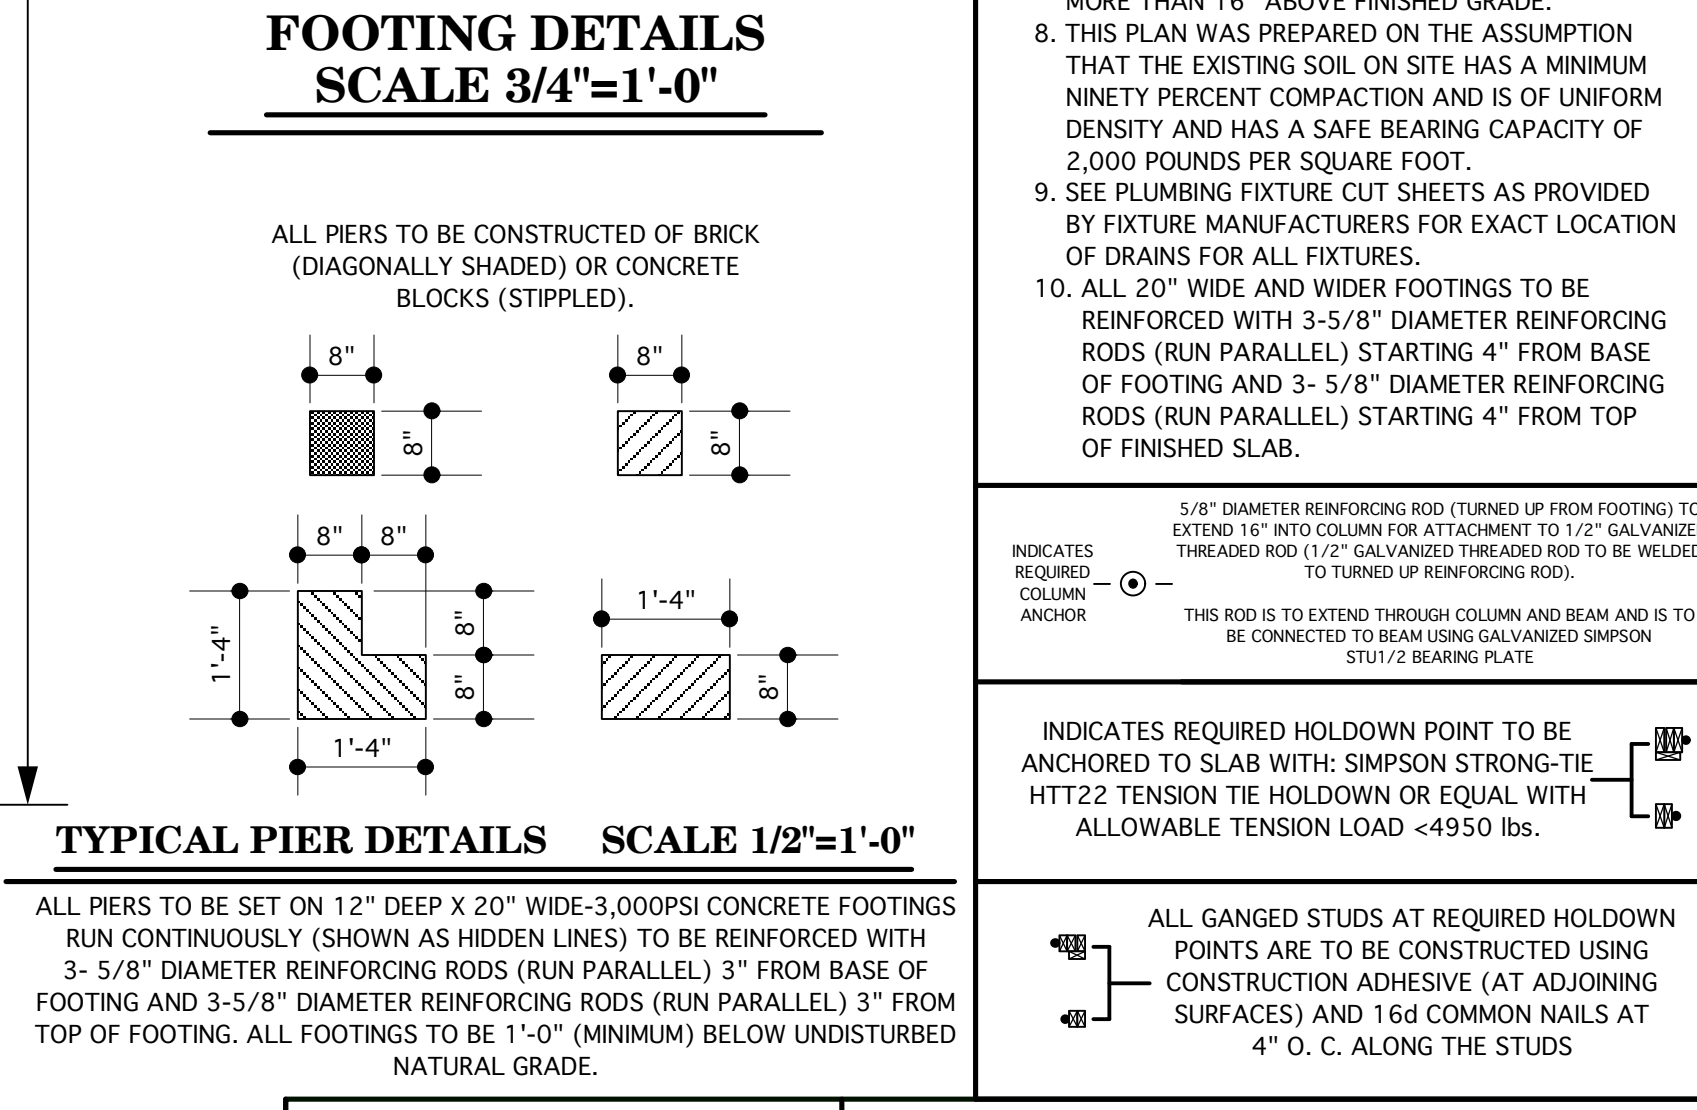 FOOTING DETAILS
SCALE 3/4"=1'-0"
ALL PIERS TO BE CONSTRUCTED OF BRICK
(DIAGONALLY SHADED) OR CONCRETE
BLOCKS (STIPPLED).
8"
8"
8"
8"
8" 8"
1'-4"
8"
8"
1'-4"
1'-4"
8"
TYPICAL PIER DETAILS SCALE 1/2"=1'-0"
ALL PIERS TO BE SET ON 12" DEEP X 20" WIDE-3,000PSI CONCRETE FOOTINGS
RUN CONTINUOUSLY (SHOWN AS HIDDEN LINES) TO BE REINFORCED WITH
3- 5/8" DIAMETER REINFORCING RODS (RUN PARALLEL) 3" FROM BASE OF
FOOTING AND 3-5/8" DIAMETER REINFORCING RODS (RUN PARALLEL) 3" FROM
TOP OF FOOTING. ALL FOOTINGS TO BE 1'-0" (MINIMUM) BELOW UNDISTURBED
NATURAL GRADE.
MORE THAN 16" ABOVE FINISHED GRADE.
8. THIS PLAN WAS PREPARED ON THE ASSUMPTION
THAT THE EXISTING SOIL ON SITE HAS A MINIMUM
NINETY PERCENT COMPACTION AND IS OF UNIFORM
DENSITY AND HAS A SAFE BEARING CAPACITY OF
2,000 POUNDS PER SQUARE FOOT.
9. SEE PLUMBING FIXTURE CUT SHEETS AS PROVIDED
BY FIXTURE MANUFACTURERS FOR EXACT LOCATION
OF DRAINS FOR ALL FIXTURES.
10. ALL 20" WIDE AND WIDER FOOTINGS TO BE
REINFORCED WITH 3-5/8" DIAMETER REINFORCING
RODS (RUN PARALLEL) STARTING 4" FROM BASE
OF FOOTING AND 3- 5/8" DIAMETER REINFORCING
RODS (RUN PARALLEL) STARTING 4" FROM TOP
OF FINISHED SLAB.
INDICATES
REQUIRED
COLUMN
ANCHOR
5/8" DIAMETER REINFORCING ROD (TURNED UP FROM FOOTING) TO
EXTEND 16" INTO COLUMN FOR ATTACHMENT TO 1/2" GALVANIZE
THREADED ROD (1/2" GALVANIZED THREADED ROD TO BE WELDED
TO TURNED UP REINFORCING ROD).
THIS ROD IS TO EXTEND THROUGH COLUMN AND BEAM AND IS TO
BE CONNECTED TO BEAM USING GALVANIZED SIMPSON
STU1/2 BEARING PLATE
INDICATES REQUIRED HOLDOWN POINT TO BE
ANCHORED TO SLAB WITH: SIMPSON STRONG-TIE
HTT22 TENSION TIE HOLDOWN OR EQUAL WITH
ALLOWABLE TENSION LOAD <4950 lbs.
ALL GANGED STUDS AT REQUIRED HOLDOWN
POINTS ARE TO BE CONSTRUCTED USING
CONSTRUCTION ADHESIVE (AT ADJOINING
SURFACES) AND 16d COMMON NAILS AT
4" O. C. ALONG THE STUDS